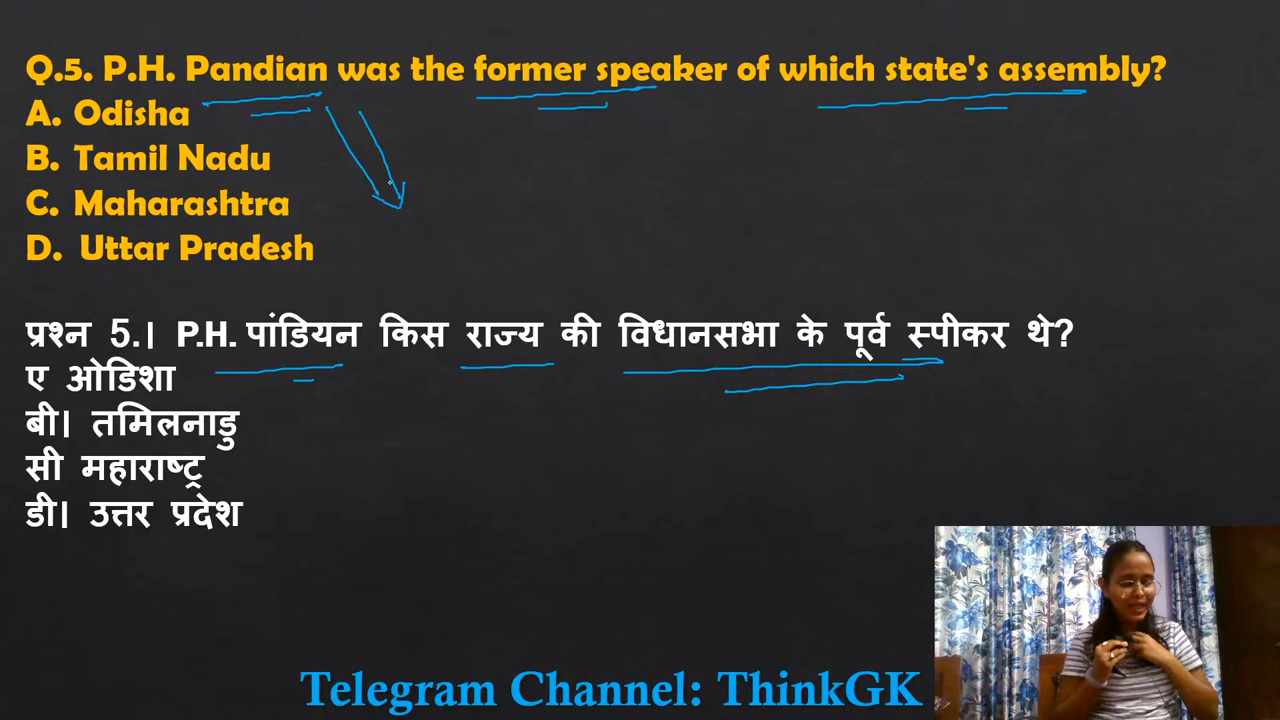 Q.5. P.H. Pandian was the former speaker of which state's assembly?
A. Odisha
B. Tamil Nadu
C. Maharashtra
D. Uttar Pradesh
प्रश्न 5.। P.H. पांडियन किस राज्य की विधानसभा के पूर्व स्पीकर थे?
ए ओडिशा
बी। तमिलनाडु
सी महाराष्ट्र
डी। उत्तर प्रदेश
Telegram Channel: ThinkGK